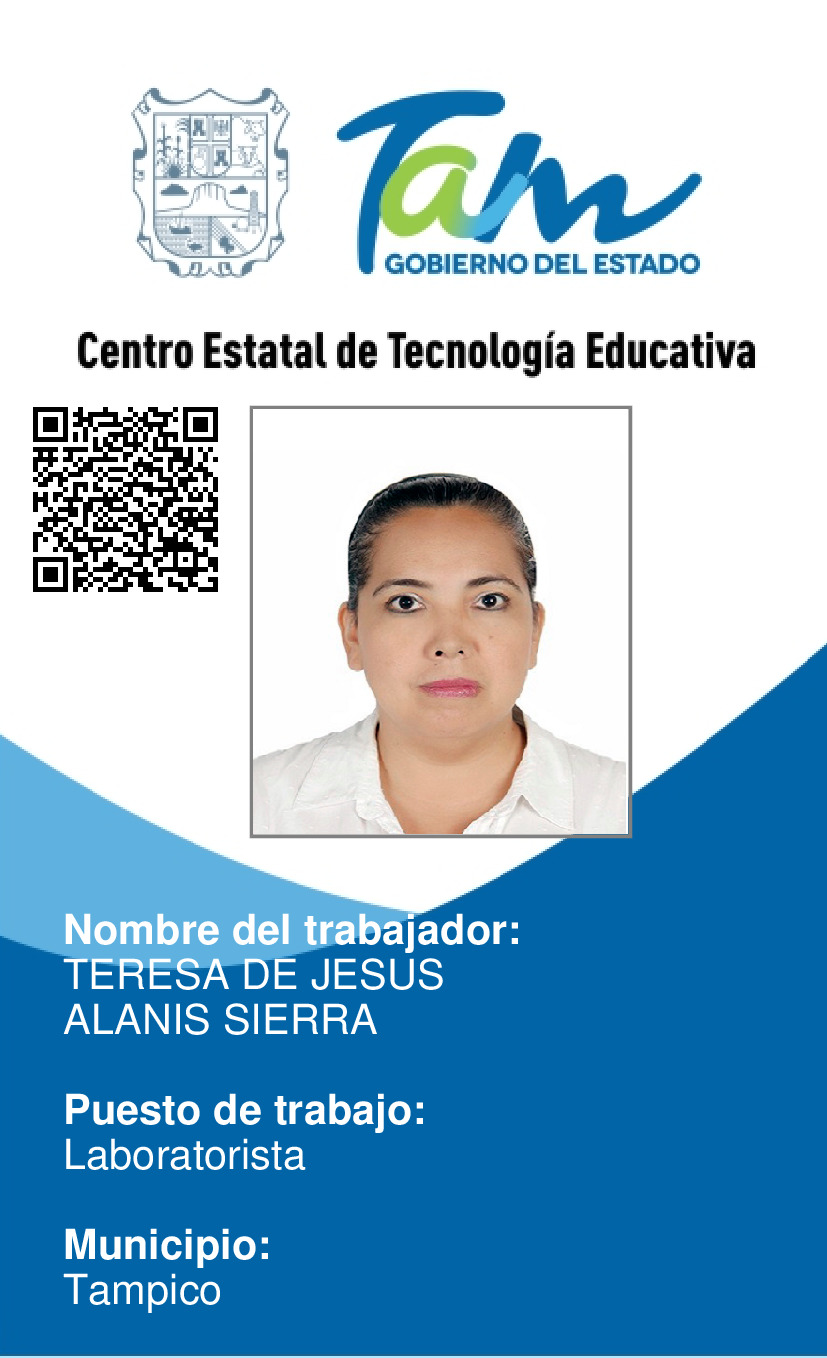 Tam
GOBIERNO DEL ESTADO
Centro Estatal de Tecnología Educativa
Nombre del trabajador:
TERESA DE JESUS
ALANIS SIERRA
Puesto de trabajo:
Laboratorista
Municipio:
Tampico